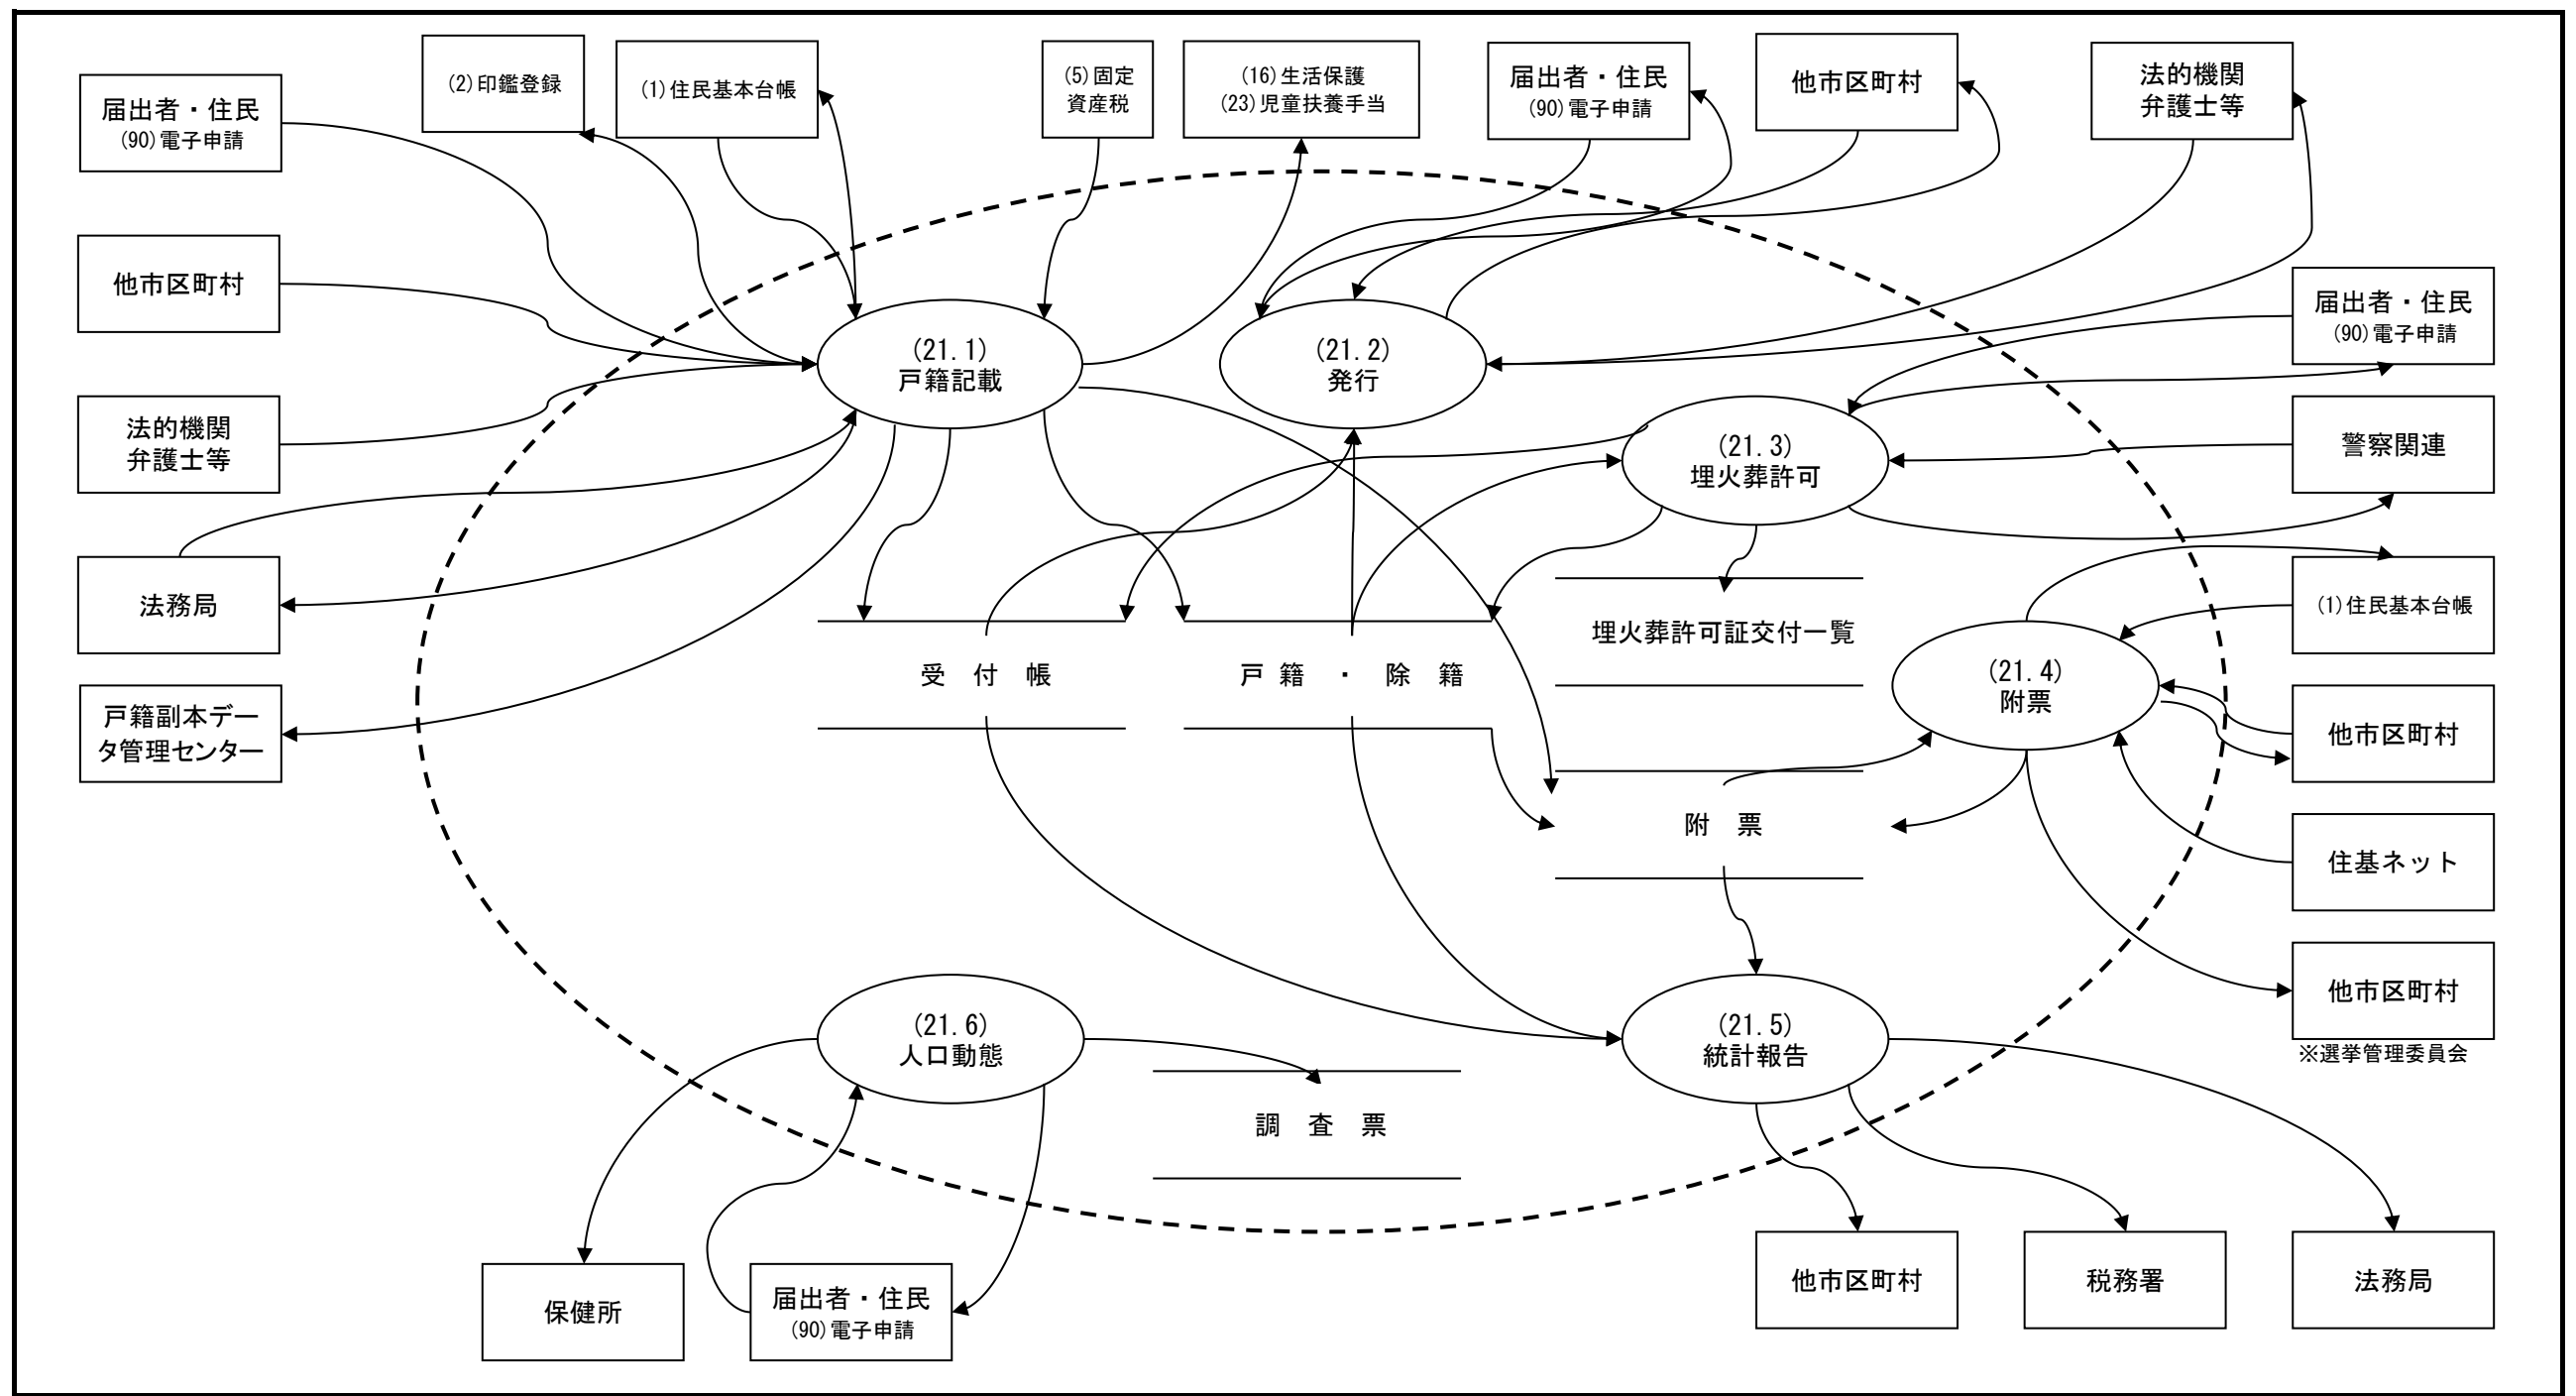 届出者・住民
(90)電子申請
(2)印鑑登録
(1)住民基本台帳
(5)固定
資産税
(16)生活保護
(23)児童扶養手当
届出者・住民
(90)電子申請
他市区町村
法的機関
弁護士等
他市区町村
届出者・住民
(90)電子申請
(21.1)
戸籍記載
(21.2)
発行
法的機関
弁護士等
(21.3)
埋火葬許可
警察関連
法務局
(1)住民基本台帳
受 付 帳
戸 籍 ・ 除 籍
埋火葬許可証交付一覧
(21.4)
附票
戸籍副本デー
タ管理センター
他市区町村
附 票
住基ネット
他市区町村
※選挙管理委員会
(21.6)
人口動態
(21.5)
統計報告
調 査 票
保健所
届出者・住民
(90)電子申請
他市区町村
税務署
法務局